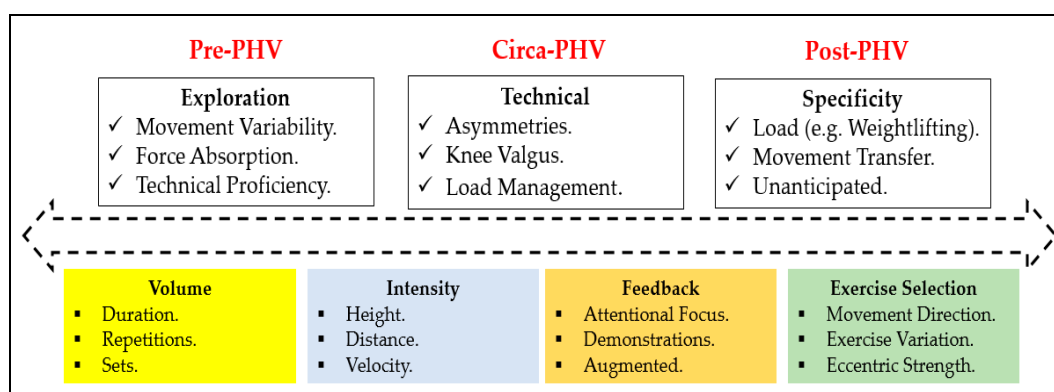 Pre-PHV
Circa-PHV
Post-PHV
Exploration
✓ Movement Variability.
✓ Force Absorption.
✓ Technical Proficiency.
Technical
✓ Asymmetries.
✓ Knee Valgus.
✓ Load Management.
Specificity
✓ Load (e.g. Weightlifting).
✓ Movement Transfer.
✓ Unanticipated.
Volume
▪ Duration.
▪ Repetitions.
▪ Sets.
Intensity
▪ Height.
▪ Distance.
▪ Velocity.
Feedback
▪ Attentional Focus.
▪ Demonstrations.
▪ Augmented.
Exercise Selection
▪ Movement Direction.
▪ Exercise Variation.
▪ Eccentric Strength.